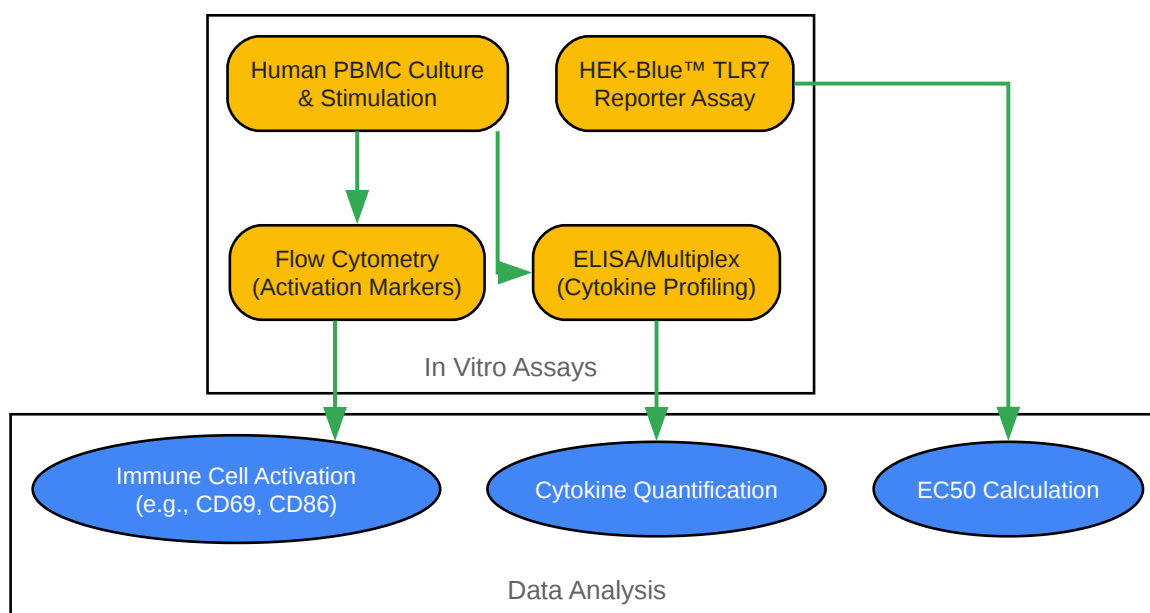 Human PBMC Culture
& Stimulation
HEK-Blue™ TLR7
Reporter Assay
Flow Cytometry
(Activation Markers)
ELISA/Multiplex
(Cytokine Profiling)
In Vitro Assays
Immune Cell Activation
(e.g., CD69, CD86)
Cytokine Quantification
EC50 Calculation
Data Analysis